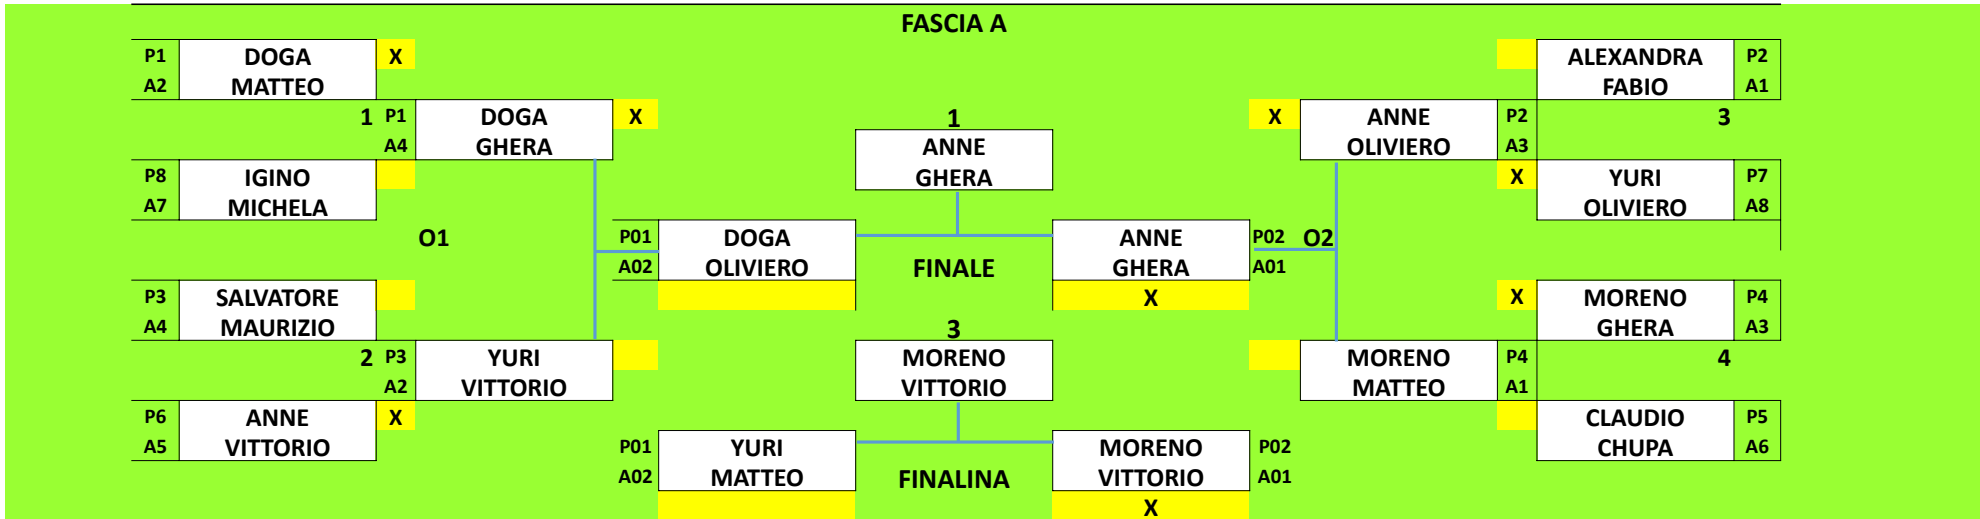 FASCIA A
P1 DOGA X ALEXANDRA P2
A2 MATTEO FABIO A1
1 P1 DOGA X 1 X ANNE P2 3
A4 GHERA ANNE OLIVIERO A3
P8 IGINO GHERA X YURI P7
A7 MICHELA OLIVIERO A8
O1 P01 DOGA ANNE P02 O2
A02 OLIVIERO FINALE GHERA A01
P3 SALVATORE X X MORENO P4
A4 MAURIZIO 3 GHERA A3
2 P3 YURI MORENO MORENO P4 4
A2 VITTORIO VITTORIO MATTEO A1
P6 ANNE X CLAUDIO P5
A5 VITTORIO P01 YURI MORENO P02 CHUPA A6
A02 MATTEO FINALINA VITTORIO A01
X